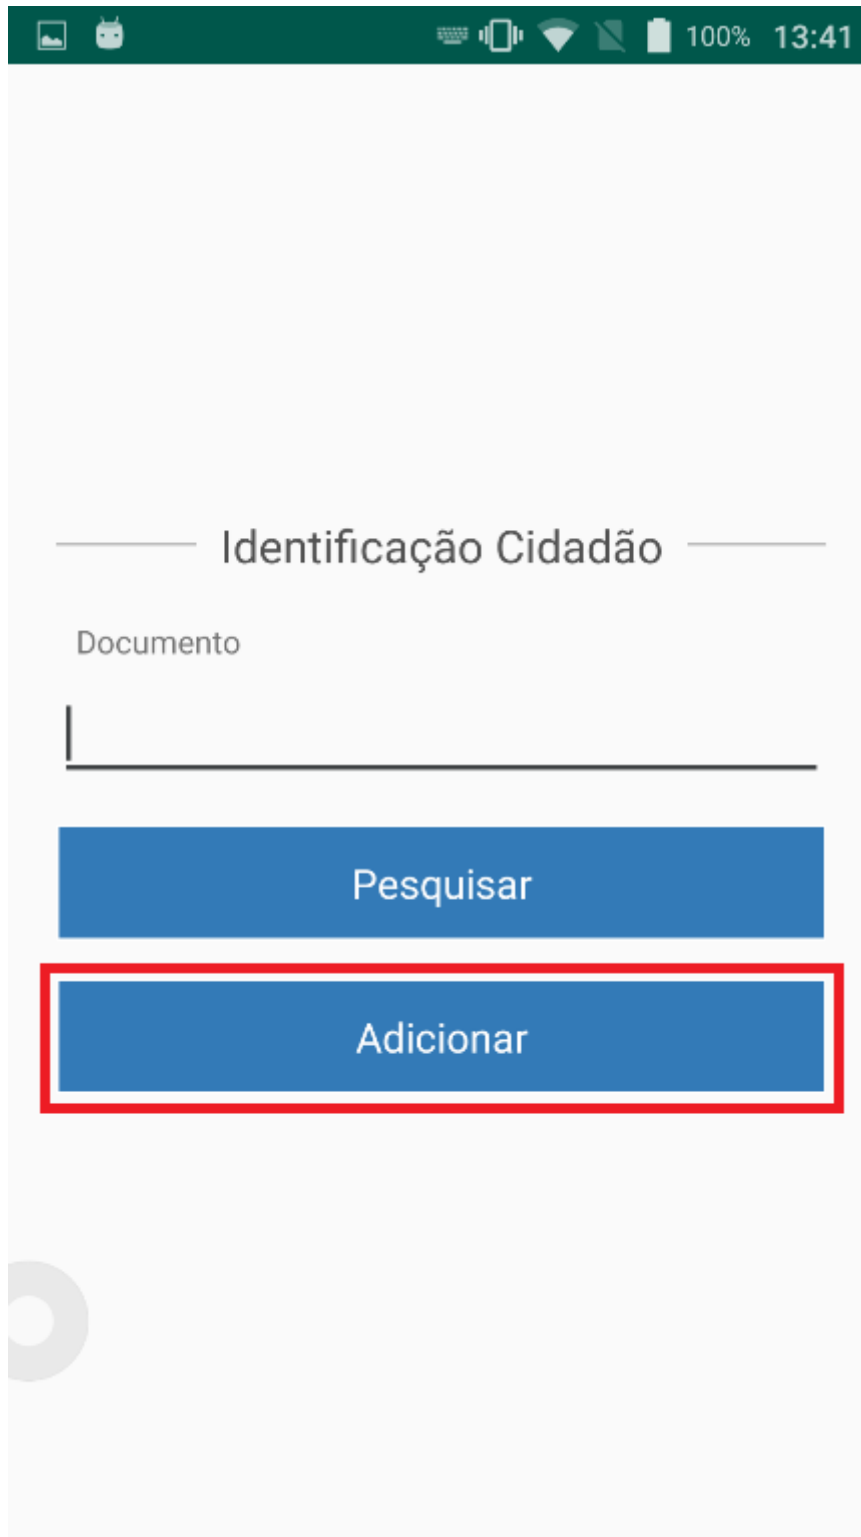 100% 13:41
Identificação Cidadão
Documento
Pesquisar
Adicionar